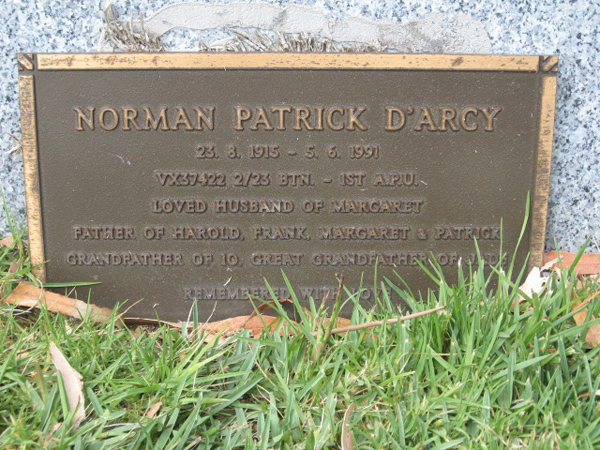 NORMAN PATRICK D'ARCY
23. 8. 1915 - 5. 6. 1991
VX37422 2/23 BTN. - 1ST A.P.U.
LOVED HUSBAND OF MARGARET
FATHER OF HAROLD, FRANK, MAGARET & PATRICK
GRANDFATHER OF 10, GREAT GRANDFATHER OF
REMEMBERED WITH